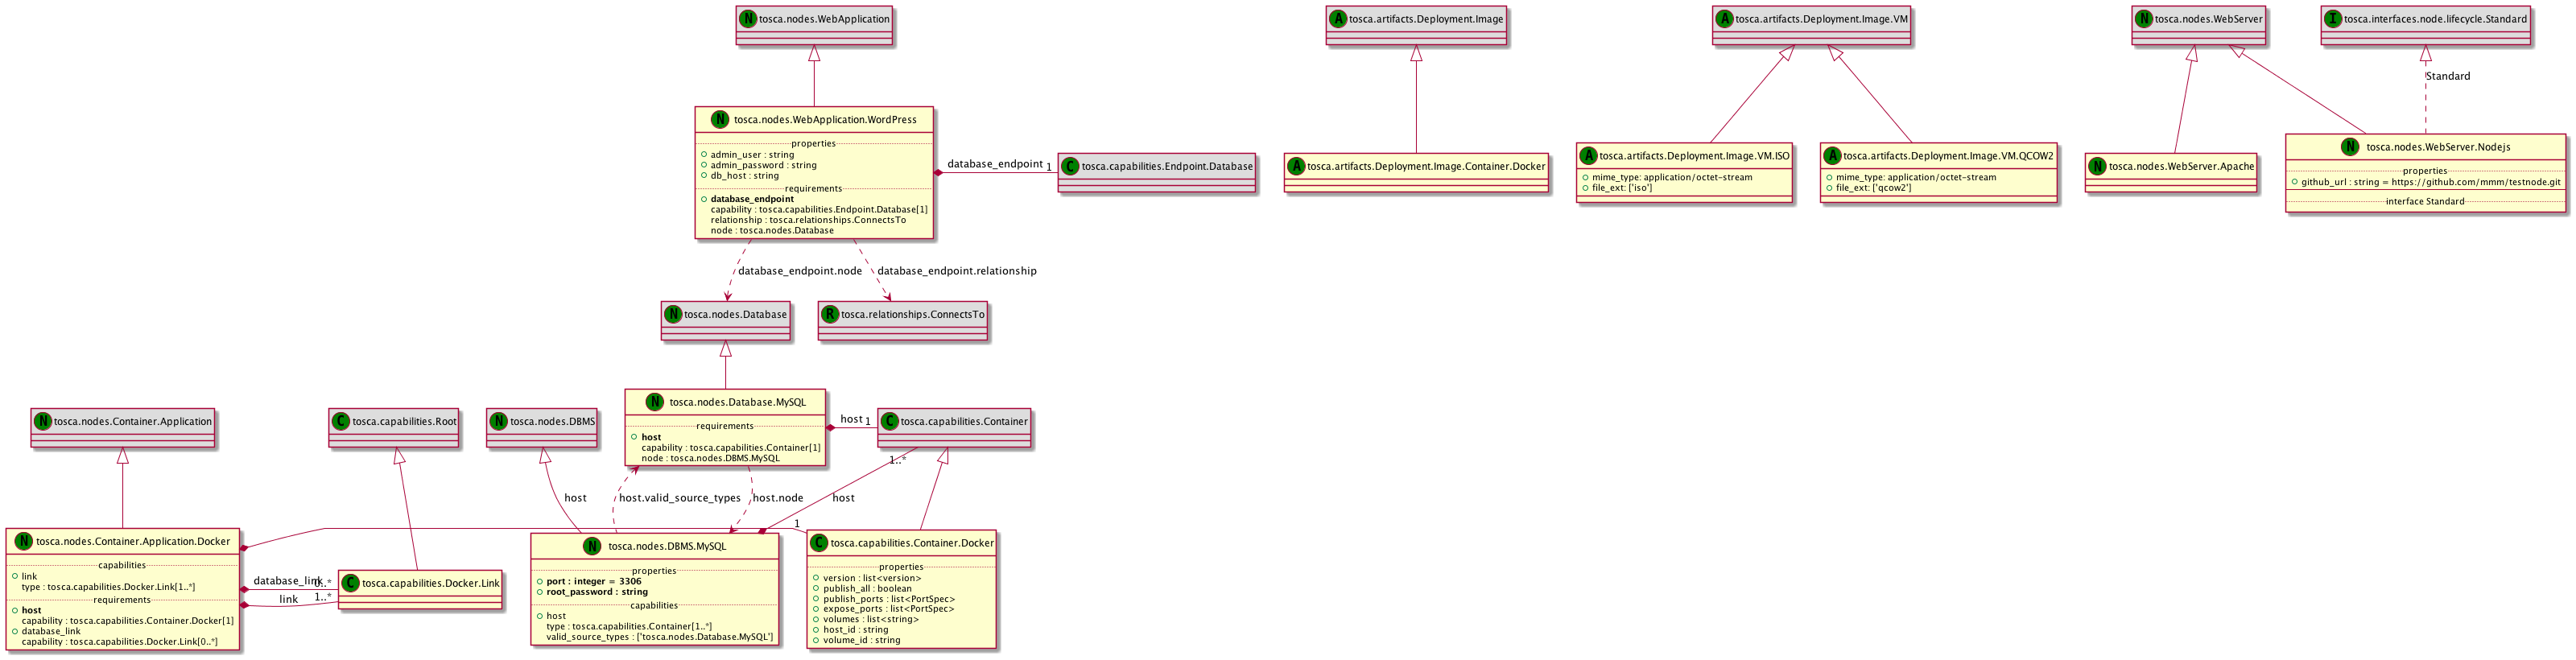 N tosca.nodes.WebApplication
A tosca.artifacts.Deployment.Image
A tosca.artifacts.Deployment.Image.VM
N tosca.nodes.WebServer
I tosca.interfaces.node.lifecycle.Standard
Standard
N tosca.nodes.WebApplication.WordPress
properties
admin_user : string
admin_password : string
db_host : string
requirements
database_endpoint
capability : tosca.capabilities.Endpoint.Database[1]
relationship : tosca.relationships.ConnectsTo
node : tosca.nodes.Database
database_endpoint
1
C tosca.capabilities.Endpoint.Database
A tosca.artifacts.Deployment.Image.Container.Docker
A tosca.artifacts.Deployment.Image.VM.ISO
mime_type: application/octet-stream
file_ext: ['iso']
A tosca.artifacts.Deployment.Image.VM.QCOW2
mime_type: application/octet-stream
file_ext: ['qcow2']
N tosca.nodes.WebServer.Apache
N tosca.nodes.WebServer.Nodejs
properties
github_url : string = https://github.com/mmm/testnode.git
interface Standard
database_endpoint.node
database_endpoint.relationship
N tosca.nodes.Database
R tosca.relationships.ConnectsTo
N tosca.nodes.Container.Application
C tosca.capabilities.Root
N tosca.nodes.DBMS
N tosca.nodes.Database.MySQL
requirements
host
capability : tosca.capabilities.Container[1]
node : tosca.nodes.DBMS.MySQL
host
1
C tosca.capabilities.Container
1..*
host
host.valid_source_types
host.node
host
N tosca.nodes.Container.Application.Docker
capabilities
link
type : tosca.capabilities.Docker.Link[1..*]
requirements
host
capability : tosca.capabilities.Container.Docker[1]
database_link
capability : tosca.capabilities.Docker.Link[0..*]
1
database_link
0..*
link
1..*
C tosca.capabilities.Docker.Link
N tosca.nodes.DBMS.MySQL
properties
port : integer = 3306
root_password : string
capabilities
host
type : tosca.capabilities.Container[1..*]
valid_source_types : ['tosca.nodes.Database.MySQL']
C tosca.capabilities.Container.Docker
properties
version : list<version>
publish_all : boolean
publish_ports : list<PortSpec>
expose_ports : list<PortSpec>
volumes : list<string>
host_id : string
volume_id : string